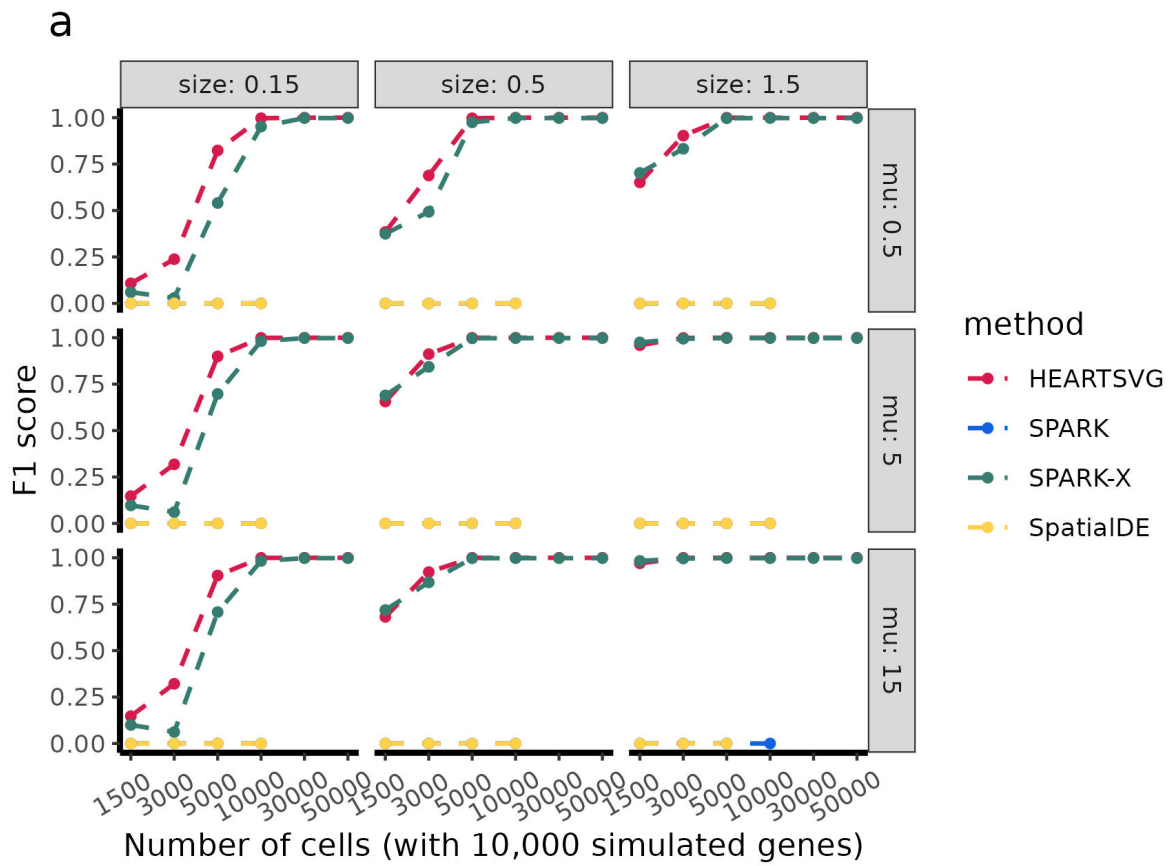 a
size: 0.15
size: 0.5
size: 1.5
1.00
0.75
0.50
0.25
0.00
mu: 0.5
1.00
0.75
0.50
0.25
0.00
mu: 5
1.00
0.75
0.50
0.25
0.00
mu: 15
F1 score
1500 3000 5000 10000 30000 50000
1500 3000 5000 10000 30000 50000
1500 3000 5000 10000 30000 50000
Number of cells (with 10,000 simulated genes)
method
HEARTSVG
SPARK
SPARK-X
SpatialDE